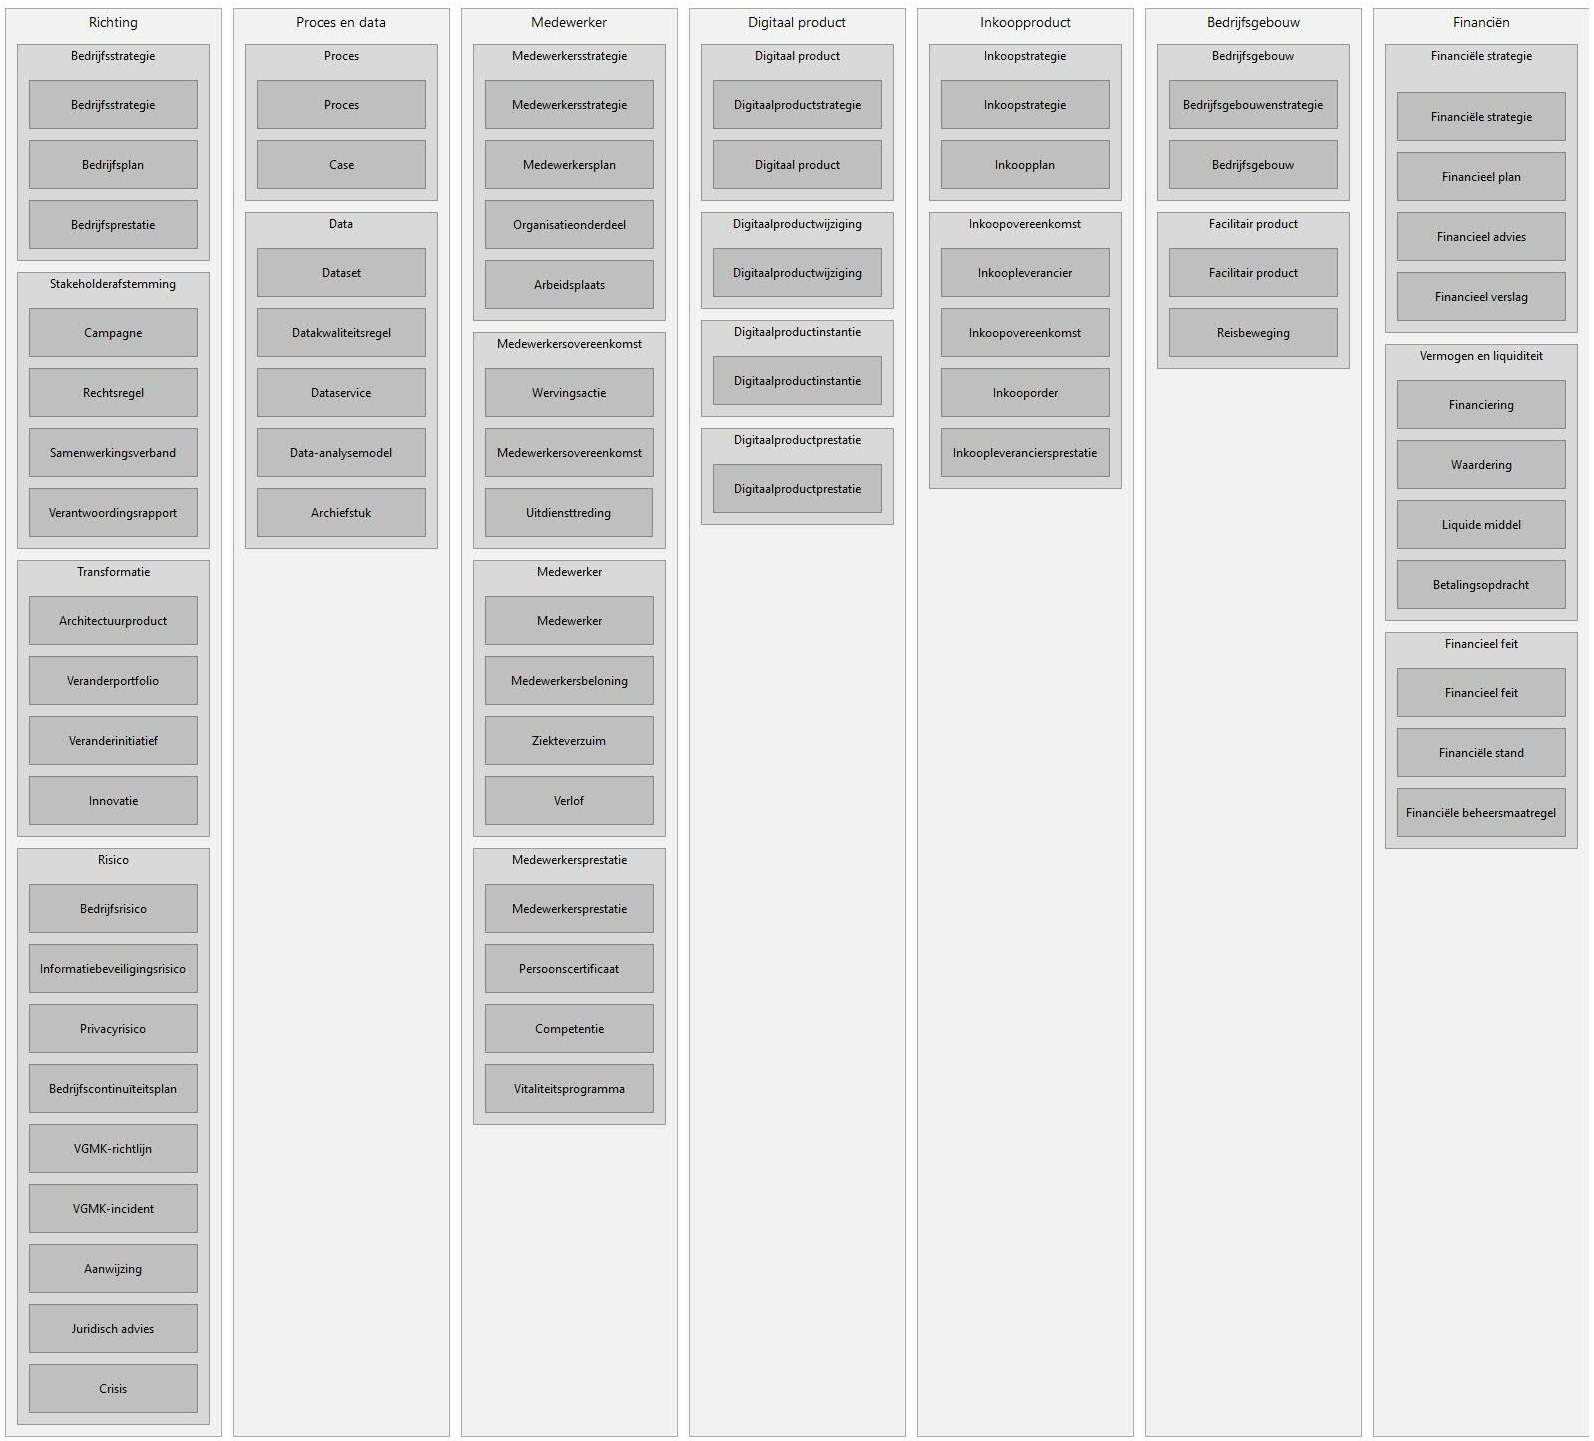 Richting
Bedrijfsstrategie
Bedrijfsstrategie
Bedrijfsplan
Bedrijfsprestatie
Stakeholderafstemming
Campagne
Rechtsregel
Samenwerkingsverband
Verantwoordingsrapport
Transformatie
Architectuurproduct
Veranderportfolio
Veranderinitiatief
Innovatie
Risico
Bedrijfsrisico
Informatiebeveiligingsrisico
Privacyrisico
Bedrijfscontinuïteitsplan
VGMK-richtlijn
VGMK-incident
Aanwijzing
Juridisch advies
Crisis
Proces en data
Proces
Proces
Case
Data
Dataset
Datakwaliteitsregel
Dataservice
Data-analysemodel
Archiefstuk
Medewerker
Medewerkersstrategie
Medewerkersstrategie
Medewerkersplan
Organisatieonderdeel
Arbeidsplaats
Medewerkersovereenkomst
Wervingsactie
Medewerkersovereenkomst
Uitdiensttreding
Medewerker
Medewerker
Medewerkersbeloning
Ziekteverzuim
Verlof
Medewerkersprestatie
Medewerkersprestatie
Persoonscertificaat
Competentie
Vitaliteitsprogramma
Digitaal product
Digitaal product
Digitaalproductstrategie
Digitaal product
Digitaalproductwijziging
Digitaalproductwijziging
Digitaalproductinstantie
Digitaalproductinstantie
Digitaalproductprestatie
Digitaalproductprestatie
Inkoopproduct
Inkoopstrategie
Inkoopstrategie
Inkoopplan
Inkoopovereenkomst
Inkoopleverancier
Inkoopovereenkomst
Inkooporder
Inkoopleveranciersprestatie
Bedrijfsgebouw
Bedrijfsgebouw
Bedrijfsgebouwenstrategie
Bedrijfsgebouw
Facilitair product
Facilitair product
Reisbeweging
Financiën
Financiële strategie
Financiële strategie
Financieel plan
Financieel advies
Financieel verslag
Vermogen en liquiditeit
Financiering
Waardering
Liquide middel
Betalingsopdracht
Financieel feit
Financieel feit
Financiële stand
Financiële beheersmaatregel